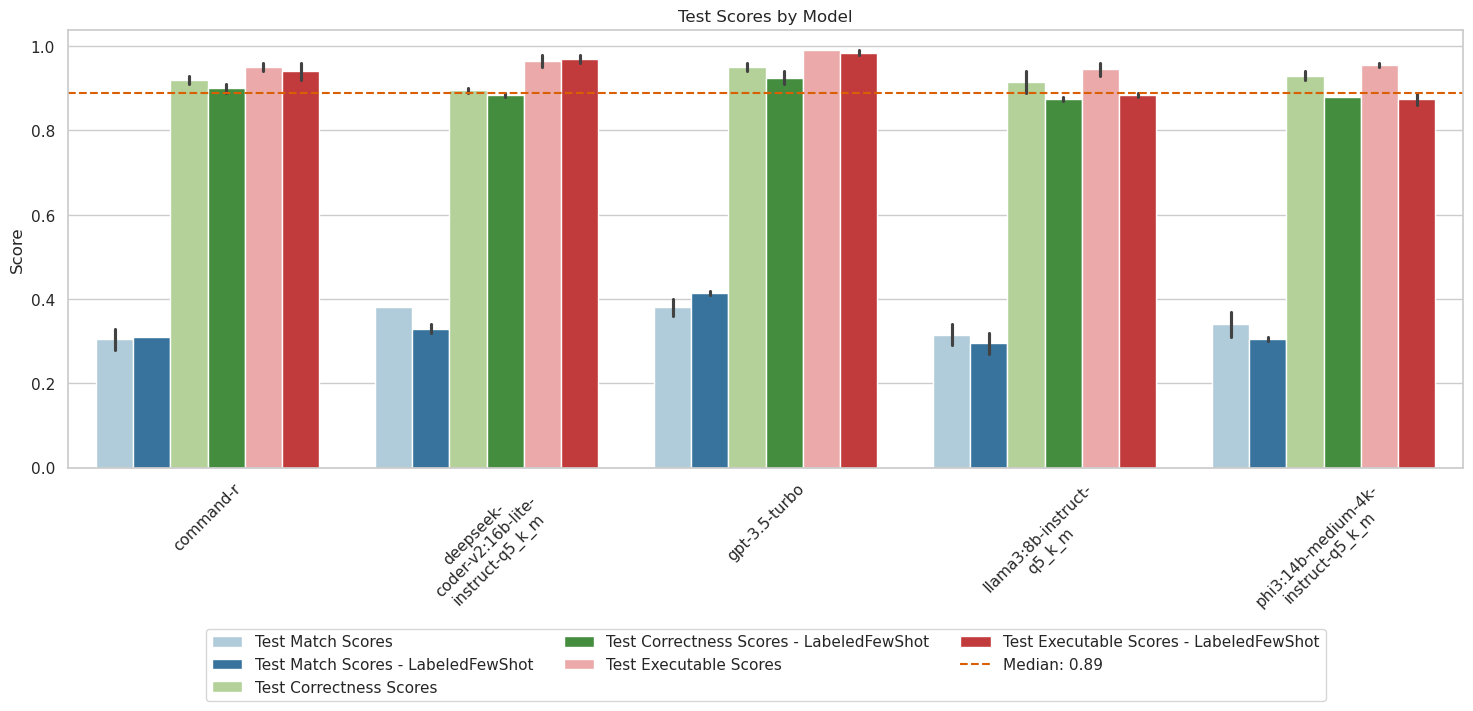 Test Scores by Model
Score
1.0
0.8
0.6
0.4
0.2
0.0
command-r
deepseek-
coder-v2:16b-lite-
instruct-q5_k_m
gpt-3.5-turbo
llama3:8b-instruct-
q5_k_m
phi3:14b-medium-4k-
instruct-q5_k_m
Test Match Scores
Test Match Scores - LabeledFewShot
Test Correctness Scores
Test Correctness Scores - LabeledFewShot
Test Executable Scores
Test Executable Scores - LabeledFewShot
Median: 0.89